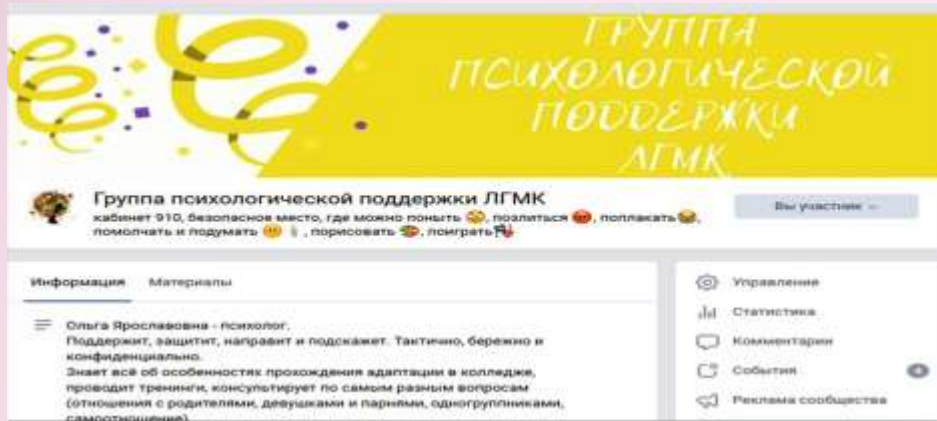 ГРУППА
ПСИХОЛОГИЧЕСКОЙ
ПОДДЕРЖКИ
ЛГМК
Группа психологической поддержки ЛГМК
кабинет 910, безопасное место, где можно поныть 😩, позлиться 😡, поплакать 😭,
помолчать и подумать 🤫, порисовать 🎨, поиграть
Вы участник
Информация Материалы
Ольга Ярославовна - психолог.
Поддержит, защитит, направит и подскажет. Тактично, бережно и
конфиденциально.
Знает всё об особенностях прохождения адаптации в колледже,
проводит тренинги, консультирует по самым разным вопросам
(отношения с родителями, девушками и парнями, одногруппниками,
самоотношение)
Управление
Статистика
Комментарии
События
Реклама сообщества